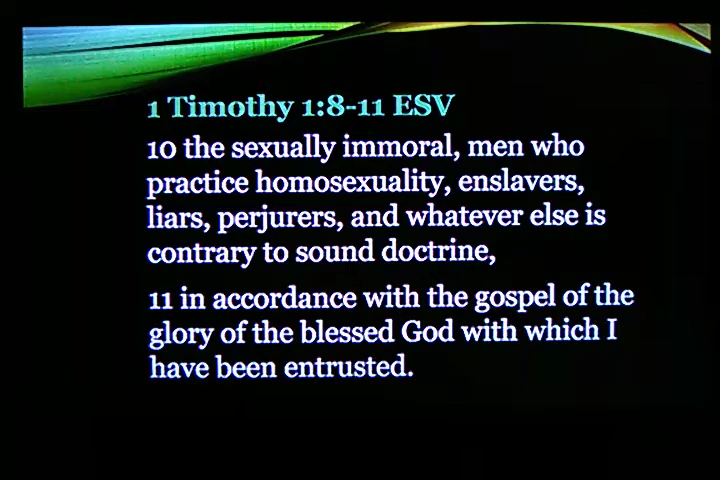 1 Timothy 1:8-11 ESV
10 the sexually immoral, men who
practice homosexuality, enslavers,
liars, perjurers, and whatever else is
contrary to sound doctrine,
11 in accordance with the gospel of the
glory of the blessed God with which I
have been entrusted.